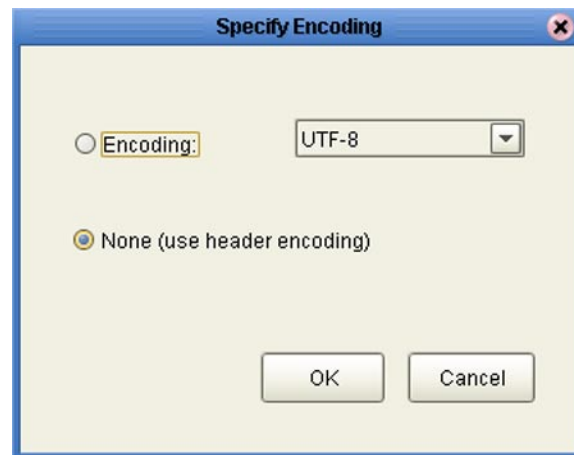 Specify Encoding
Encoding: UTF-8
None (use header encoding)
OK Cancel